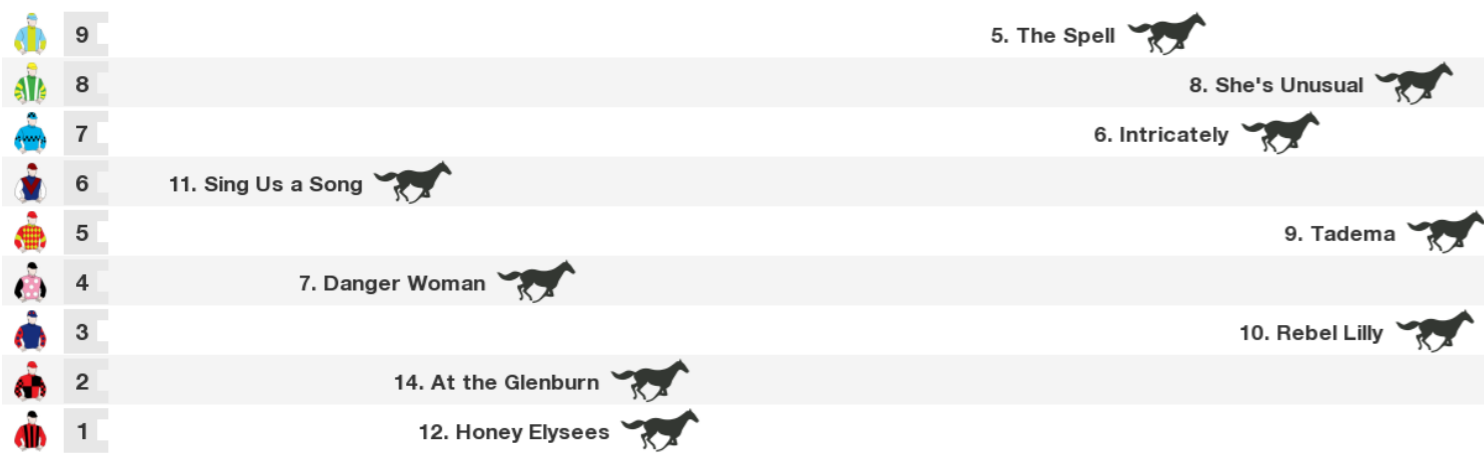 9 5. The Spell
8 8. She's Unusual
7 6. Intricately
6 11. Sing Us a Song
5 9. Tadema
4 7. Danger Woman
3 10. Rebel Lilly
2 14. At the Glenburn
1 12. Honey Elysees